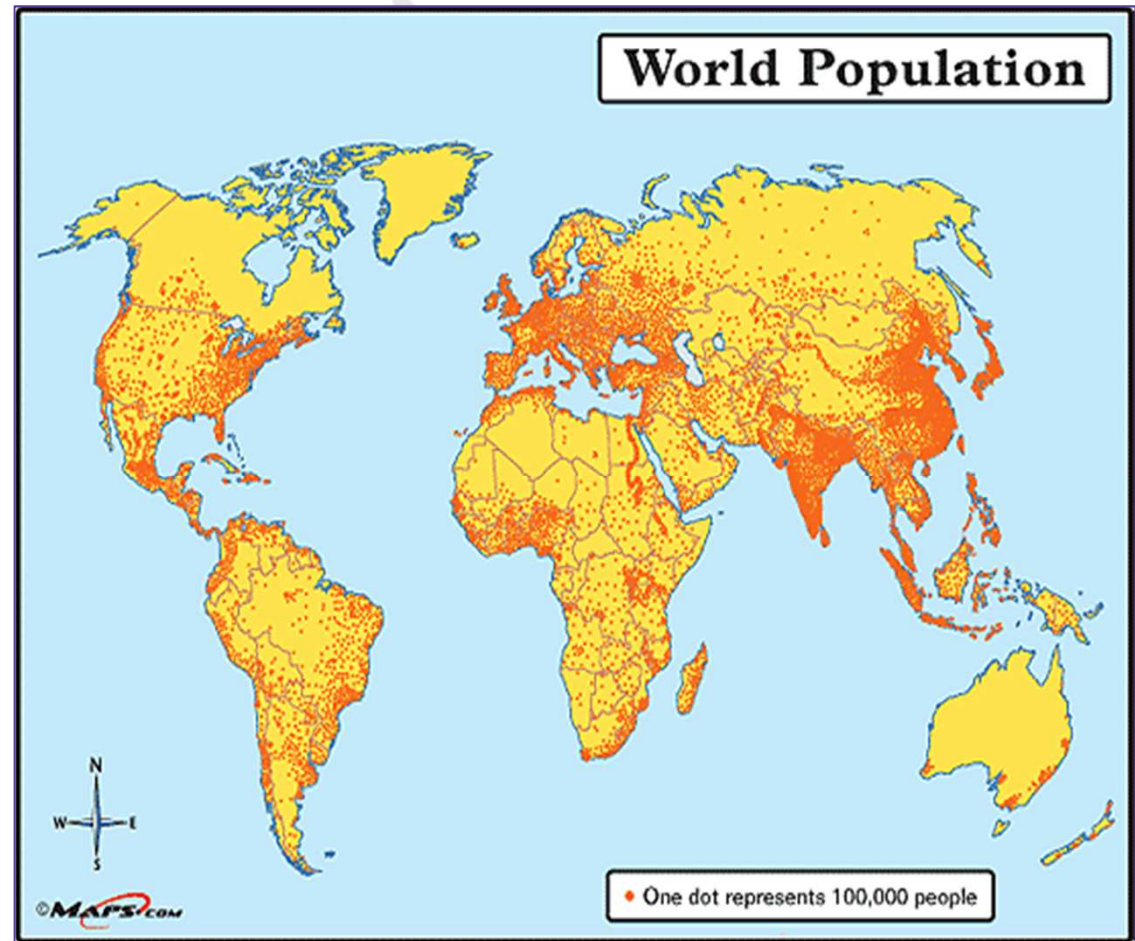 World Population
N
W E
S
One dot represents 100,000 people
©MAPS.COM